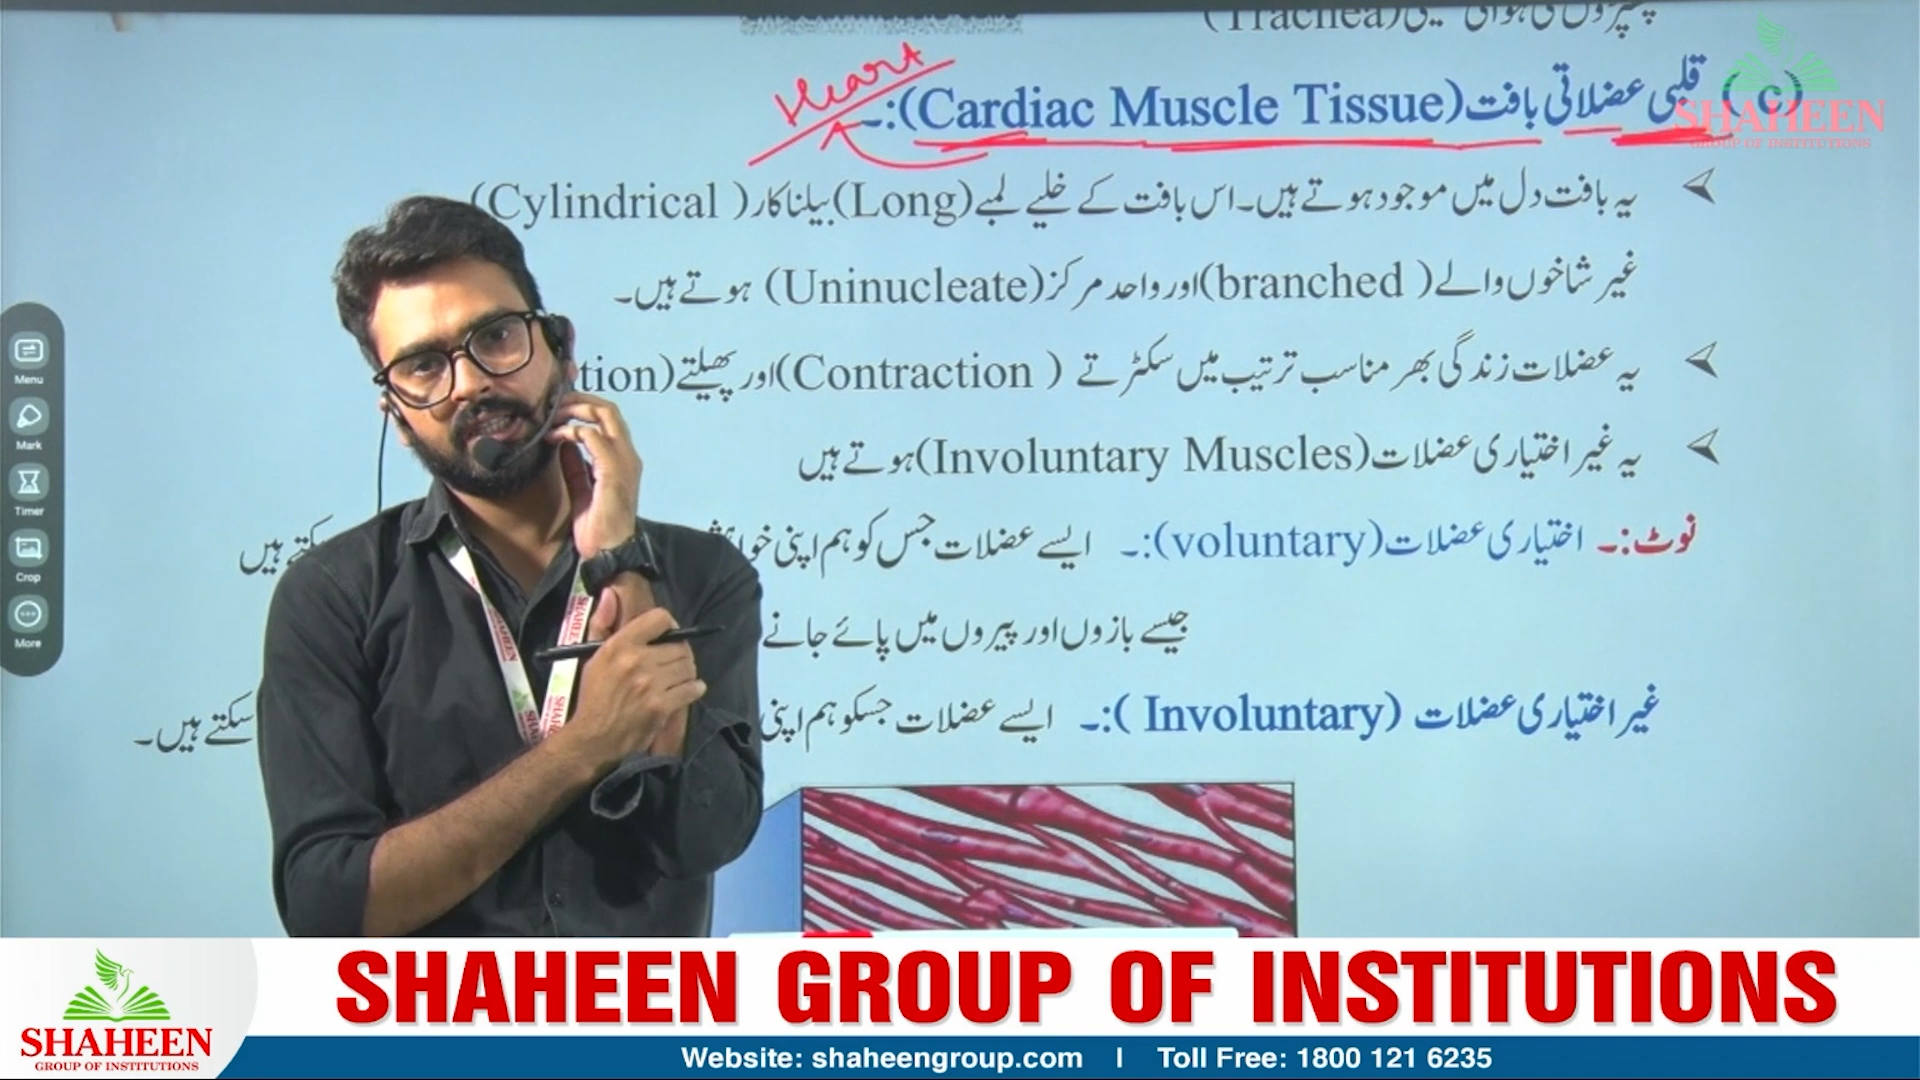 (Trachea)
(c) قلبی عضلاتی بافت(Cardiac Muscle Tissue):۔
Heart
SHAHEEN
GROUP OF INSTITUTIONS
یہ بافت دل میں موجود ہوتے ہیں۔اس بافت کے خلیے لمبے(Long)بیلناکار(Cylindrical )
غیر شاخوں والے(branched )اور واحد مرکز(Uninucleate) ہوتے ہیں۔
یہ عضلات زندگی بھر مناسب ترتیب میں سکڑتے (Contraction )اور پھیلتے(tion
یہ غیر اختیاری عضلات(Involuntary Muscles)ہوتے ہیں
نوٹ:۔ اختیاری عضلات(voluntary):۔ ایسے عضلات جس کو ہم اپنی
جیسے بازوں اور پیروں میں پائے جانے
غیر اختیاری عضلات (Involuntary ):۔ ایسے عضلات جسکو ہم اپنی سکتے ہیں۔
Menu
Mark
Timer
Crop
More
SHAHEEN
SHAHEEN
SHAHEEN
GROUP OF INSTITUTIONS
SHAHEEN GROUP OF INSTITUTIONS
Website: shaheengroup.com | Toll Free: 1800 121 6235